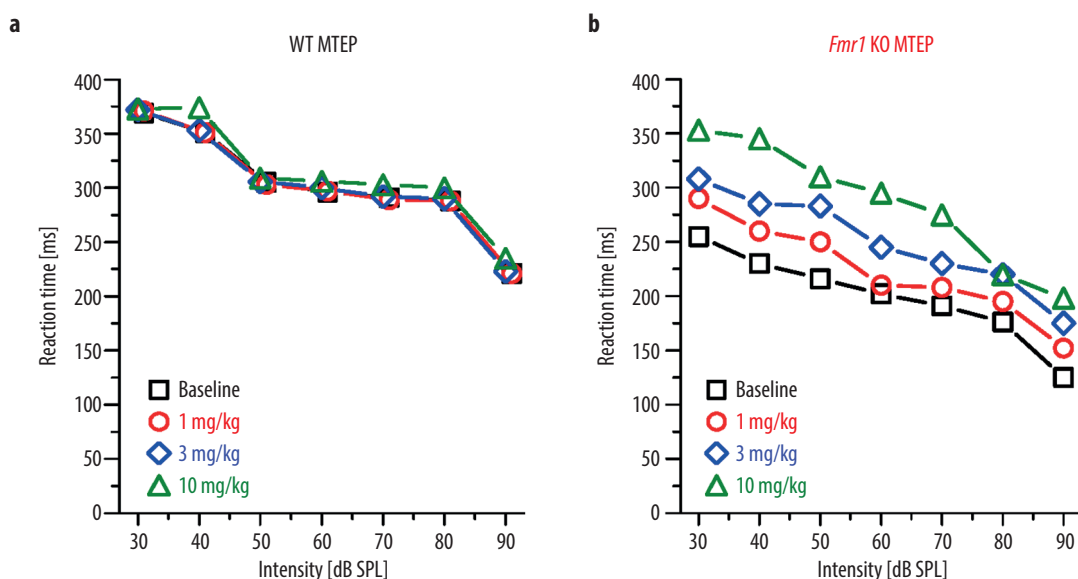 a
WT MTEP
Reaction time [ms]
400
350
300
250
200
150
100
50
0
Baseline
1 mg/kg
3 mg/kg
10 mg/kg
30 40 50 60 70 80 90
Intensity [dB SPL]
b
Fmr1 KO MTEP
Reaction time [ms]
400
350
300
250
200
150
100
50
0
Baseline
1 mg/kg
3 mg/kg
10 mg/kg
30 40 50 60 70 80 90
Intensity [dB SPL]